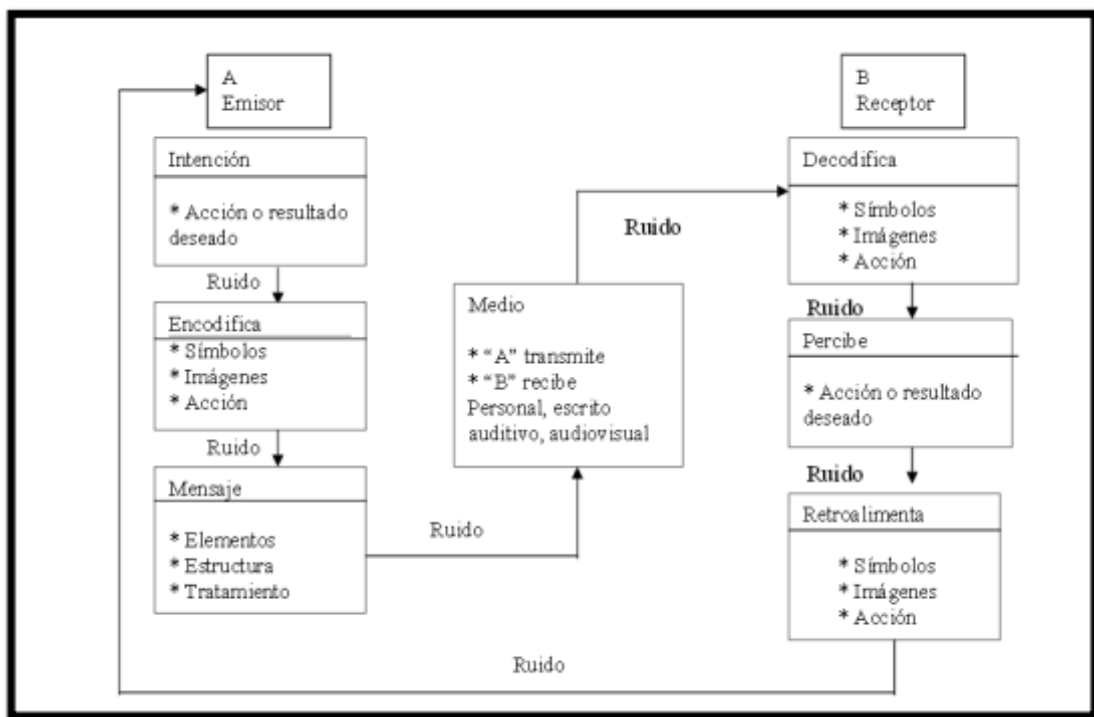 A
Emisor
Intención
* Acción o resultado
deseado
Ruido
Encodifica
* Símbolos
* Imágenes
* Acción
Ruido
Mensaje
* Elementos
* Estructura
* Tratamiento
Ruido
Medio
* “A” transmite
* “B” recibe
Personal, escrito
auditivo, audiovisual
Ruido
B
Receptor
Decodifica
* Símbolos
* Imágenes
* Acción
Ruido
Percibe
* Acción o resultado
deseado
Ruido
Retroalimenta
* Símbolos
* Imágenes
* Acción
Ruido